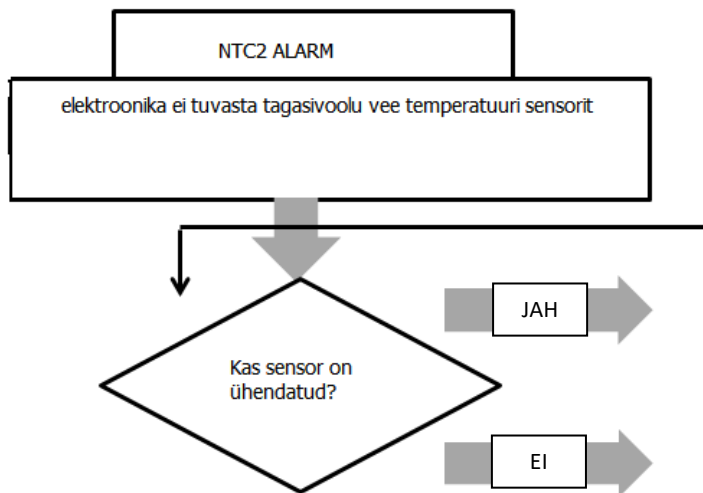 NTC2 ALARM
elektroonika ei tuvasta tagasivoolu vee temperatuuri sensorit
JAH
Kas sensor on
ühendatud?
EI